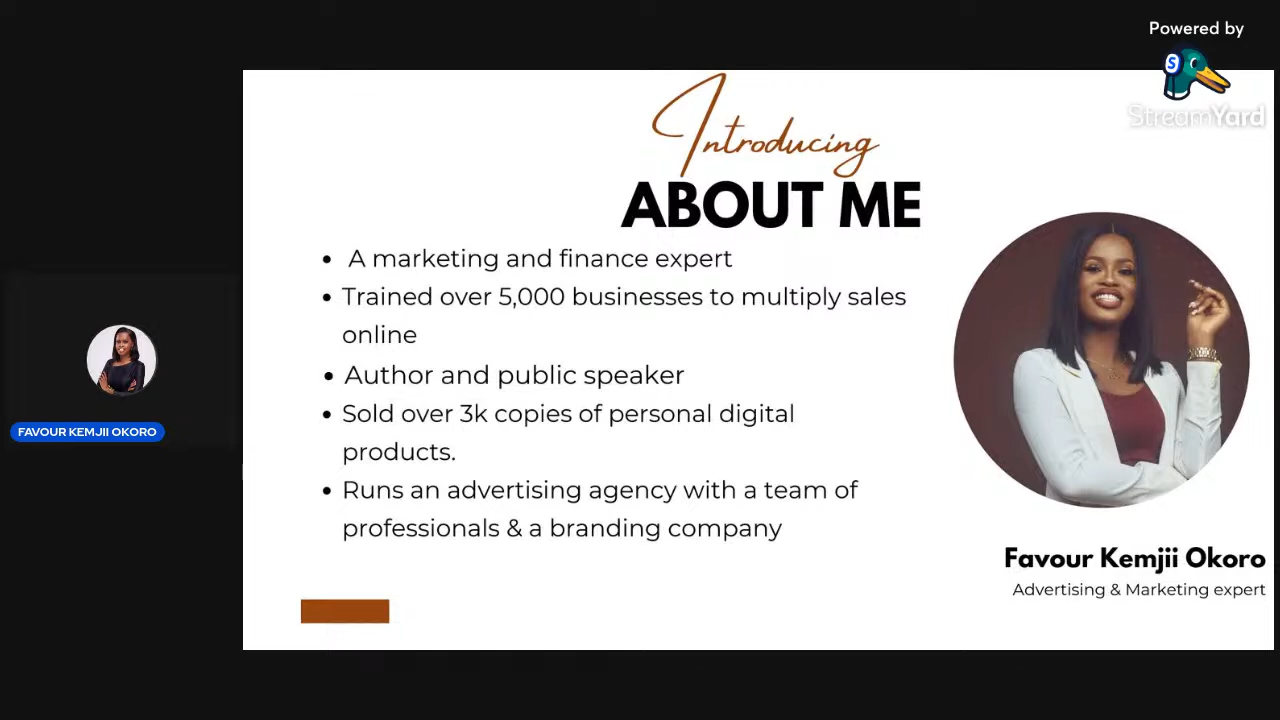 Powered by
S
StreamYard
Introducing
ABOUT ME
• A marketing and finance expert
• Trained over 5,000 businesses to multiply sales
online
• Author and public speaker
• Sold over 3k copies of personal digital
products.
• Runs an advertising agency with a team of
professionals & a branding company
FAVOUR KEMJII OKORO
Favour Kemjii Okoro
Advertising & Marketing expert